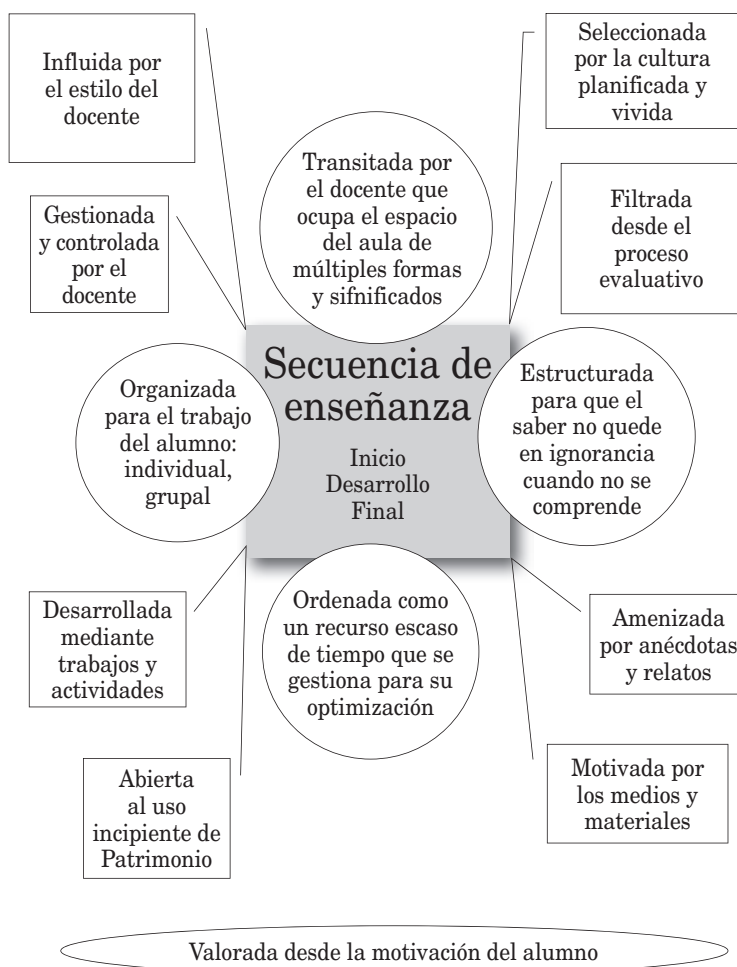 Influida por
el estilo del
docente
Seleccionada
por la cultura
planificada y
vivida
Transitada por
el docente que
ocupa el espacio
del aula de
múltiples formas
y sifnificados
Gestionada
y controlada
por el
docente
Filtrada
desde el
proceso
evaluativo
Secuencia de
enseñanza
Inicio
Desarrollo
Final
Organizada
para el trabajo
del alumno:
individual,
grupal
Estructurada
para que el
saber no quede
en ignorancia
cuando no se
comprende
Desarrollada
mediante
trabajos y
actividades
Ordenada como
un recurso escaso
de tiempo que se
gestiona para su
optimización
Amenizada
por anécdotas
y relatos
Abierta
al uso
incipiente de
Patrimonio
Motivada por
los medios y
materiales
Valorada desde la motivación del alumno